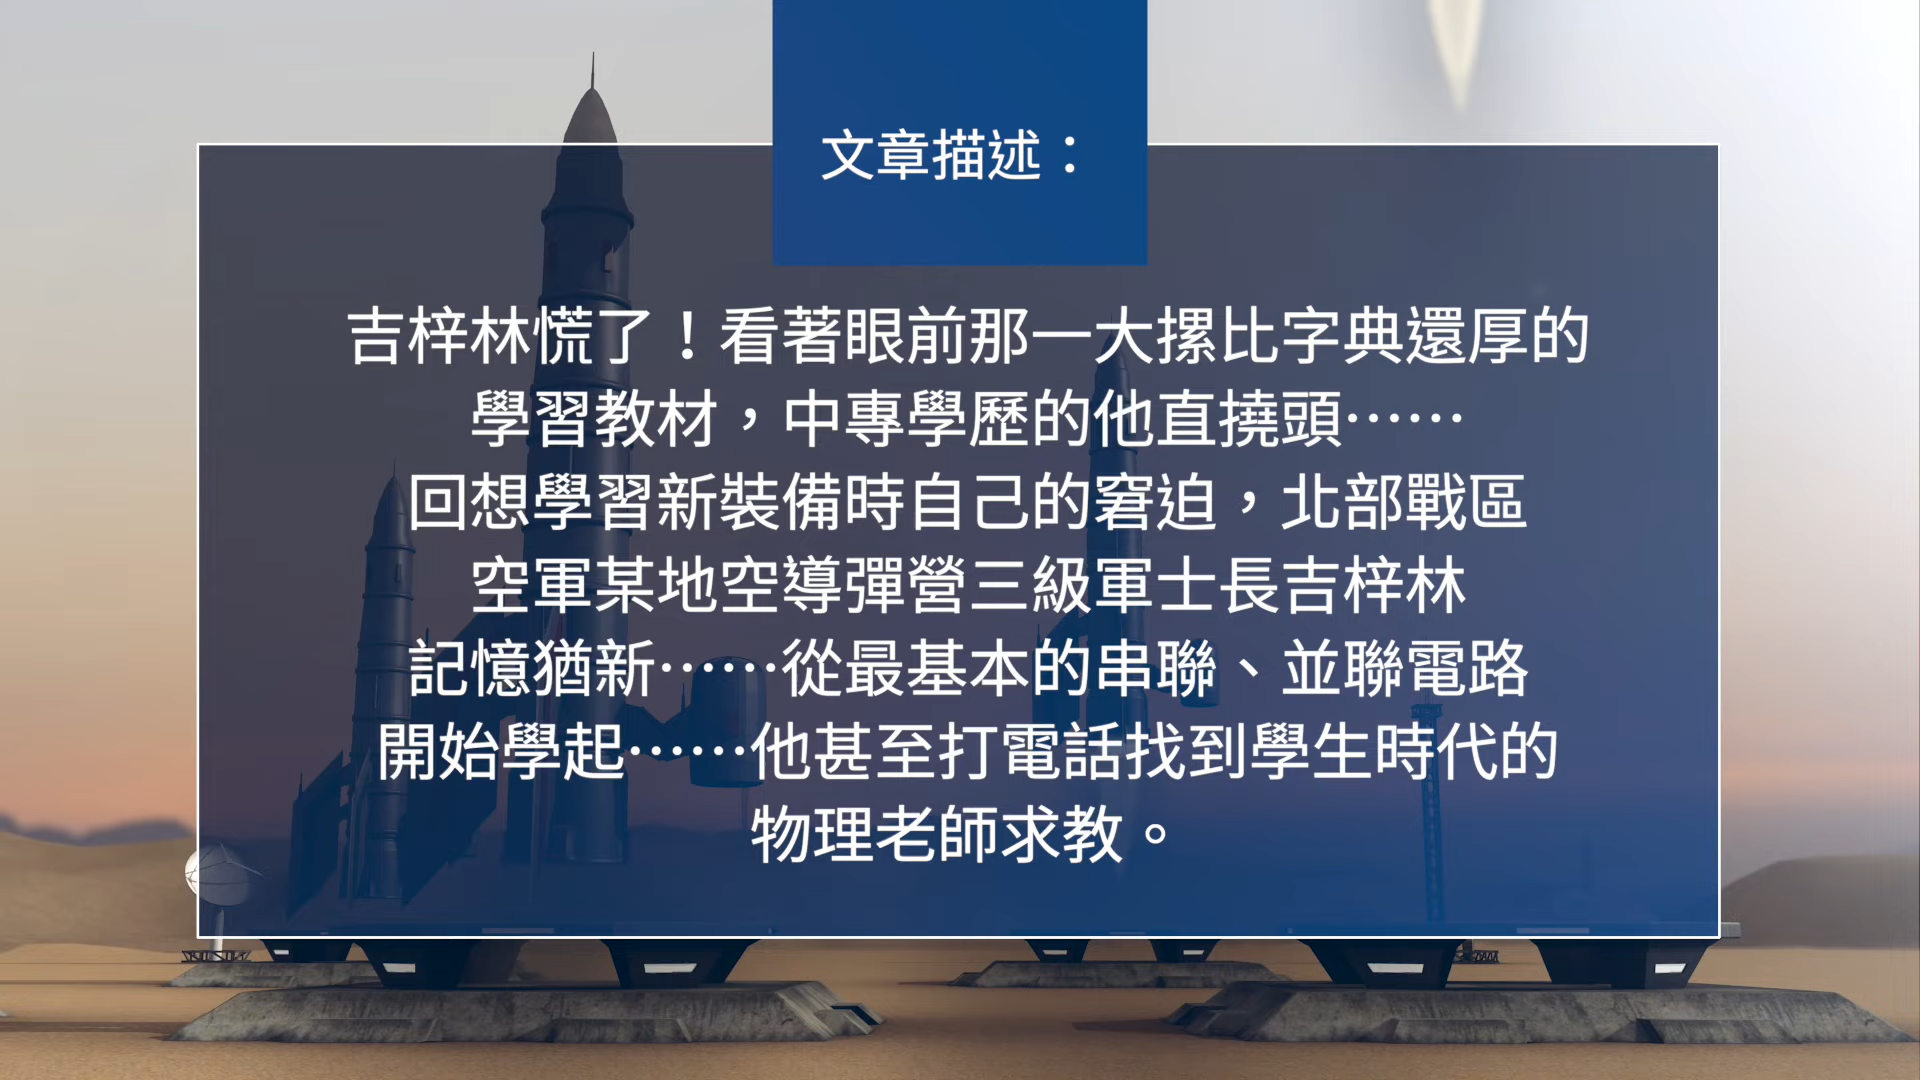 文章描述：
吉梓林慌了！看著眼前那一大摞比字典還厚的
學習教材，中專學歷的他直撓頭⋯⋯
回想學習新裝備時自己的窘迫，北部戰區
空軍某地空導彈營三級軍士長吉梓林
記憶猶新⋯⋯從最基本的串聯、並聯電路
開始學起⋯⋯他甚至打電話找到學生時代的
物理老師求教。